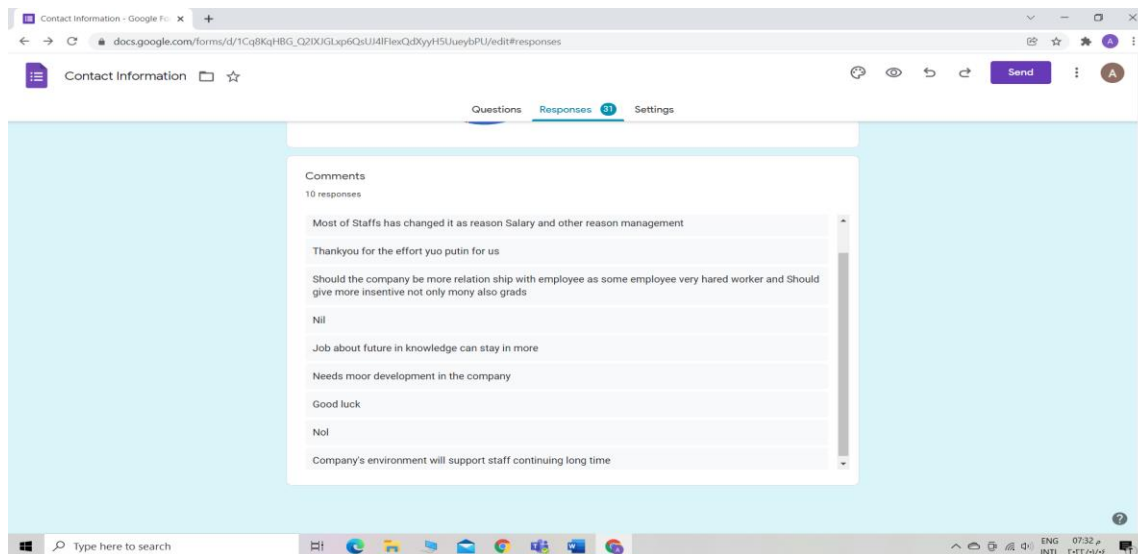 Contact Information - Google Fo
docs.google.com/forms/d/1Cq8KqHBG_Q2IXJGLxp6QsUJ4lFlexQdXyyH5UueybPU/edit#responses
A
Contact Information
Send
A
Questions Responses 31 Settings
Comments
10 responses
Most of Staffs has changed it as reason Salary and other reason management
Thankyou for the effort yuo putin for us
Should the company be more relation ship with employee as some employee very hared worker and Should
give more insentive not only mony also grads
Nil
Job about future in knowledge can stay in more
Needs moor development in the company
Good luck
Nol
Company's environment will support staff continuing long time
Type here to search
ENG 07:32 م
INTL